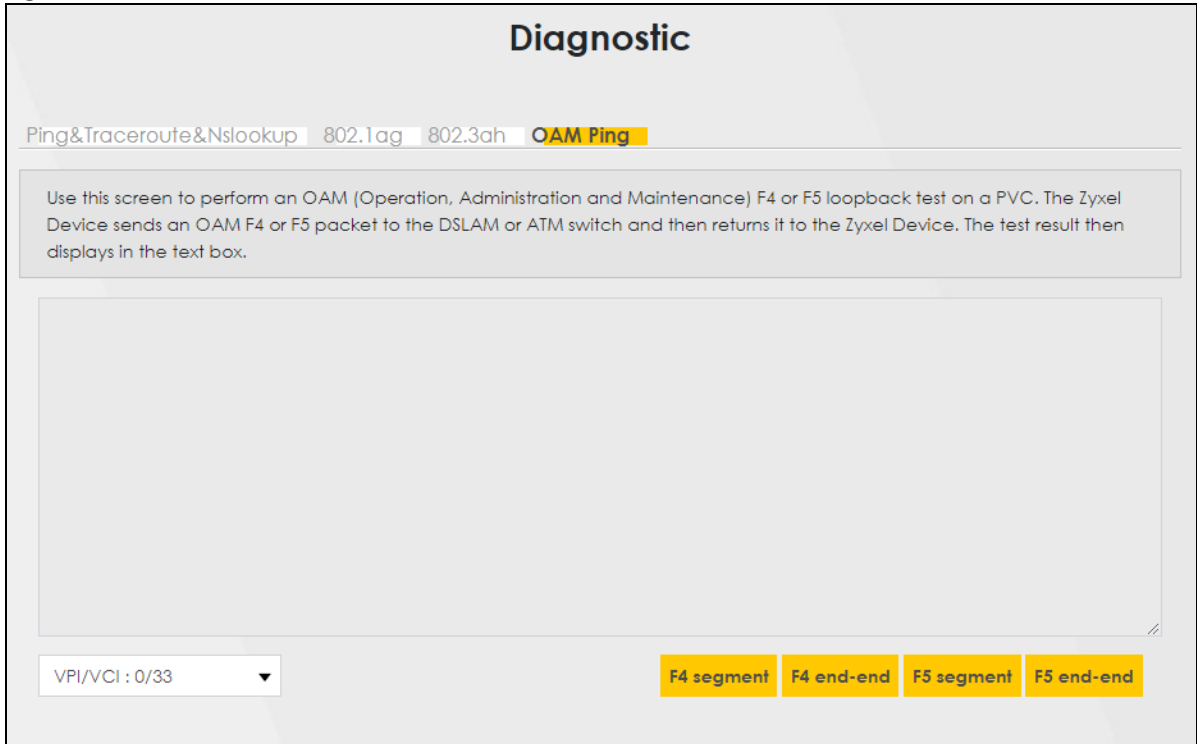 Diagnostic
Ping&Traceroute&Nslookup 802.1ag 802.3ah OAM Ping
Use this screen to perform an OAM (Operation, Administration and Maintenance) F4 or F5 loopback test on a PVC. The Zyxel
Device sends an OAM F4 or F5 packet to the DSLAM or ATM switch and then returns it to the Zyxel Device. The test result then
displays in the text box.
VPI/VCI : 0/33 F4 segment F4 end-end F5 segment F5 end-end